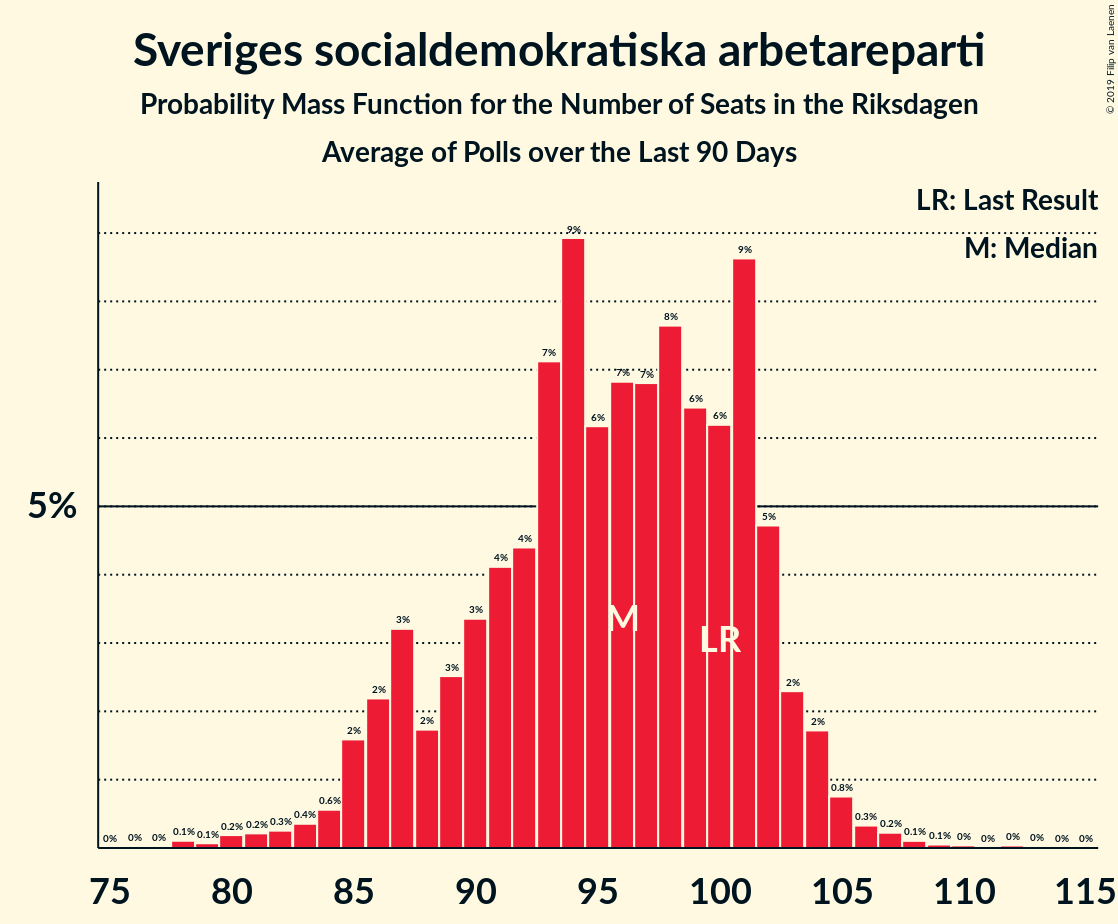 Sveriges socialdemokratiska arbetareparti
Probability Mass Function for the Number of Seats in the Riksdagen
Average of Polls over the Last 90 Days
© 2019 Filip van Laenen
LR: Last Result
M: Median
5%
0% 0% 0% 0.1% 0.1% 0.2% 0.2% 0.3% 0.4% 0.6% 2% 2% 3% 2% 3% 3% 4% 4% 7% 9% 6% 7% 7% 8% 6% 6% 9% 5% 2% 2% 0.8% 0.3% 0.2% 0.1% 0.1% 0% 0% 0% 0% 0% 0%
M
LR
75 80 85 90 95 100 105 110 115